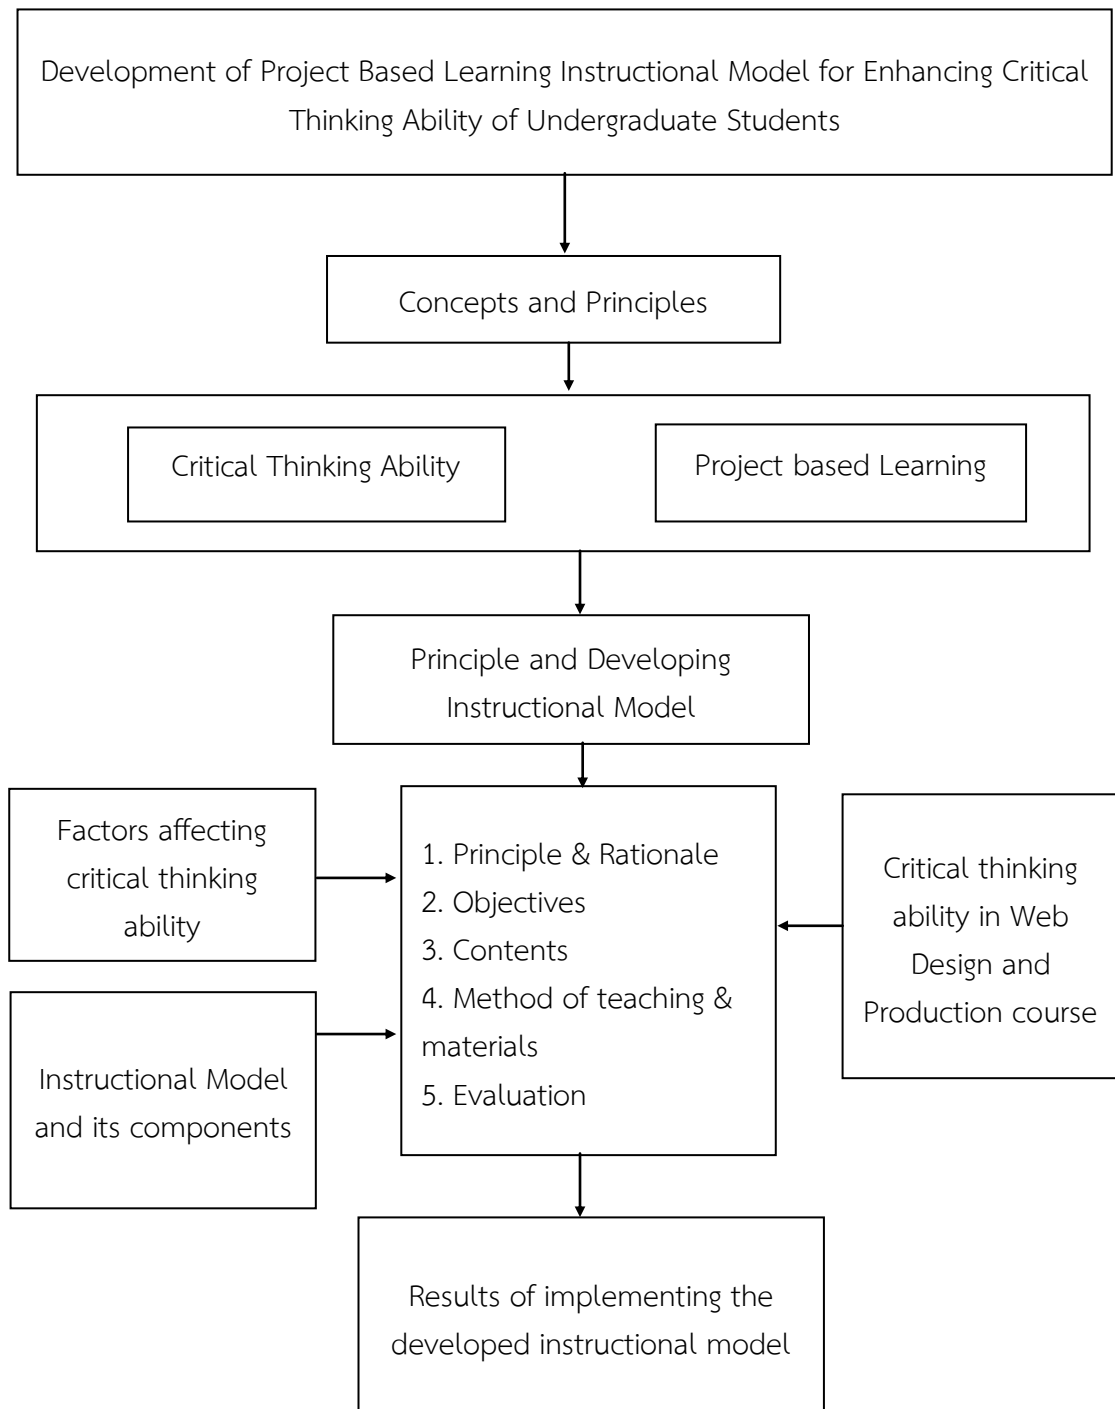 Development of Project Based Learning Instructional Model for Enhancing Critical
Thinking Ability of Undergraduate Students
Concepts and Principles
Critical Thinking Ability
Project based Learning
Principle and Developing
Instructional Model
Factors affecting
critical thinking
ability
Instructional Model
and its components
1. Principle & Rationale
2. Objectives
3. Contents
4. Method of teaching &
materials
5. Evaluation
Critical thinking
ability in Web
Design and
Production course
Results of implementing the
developed instructional model